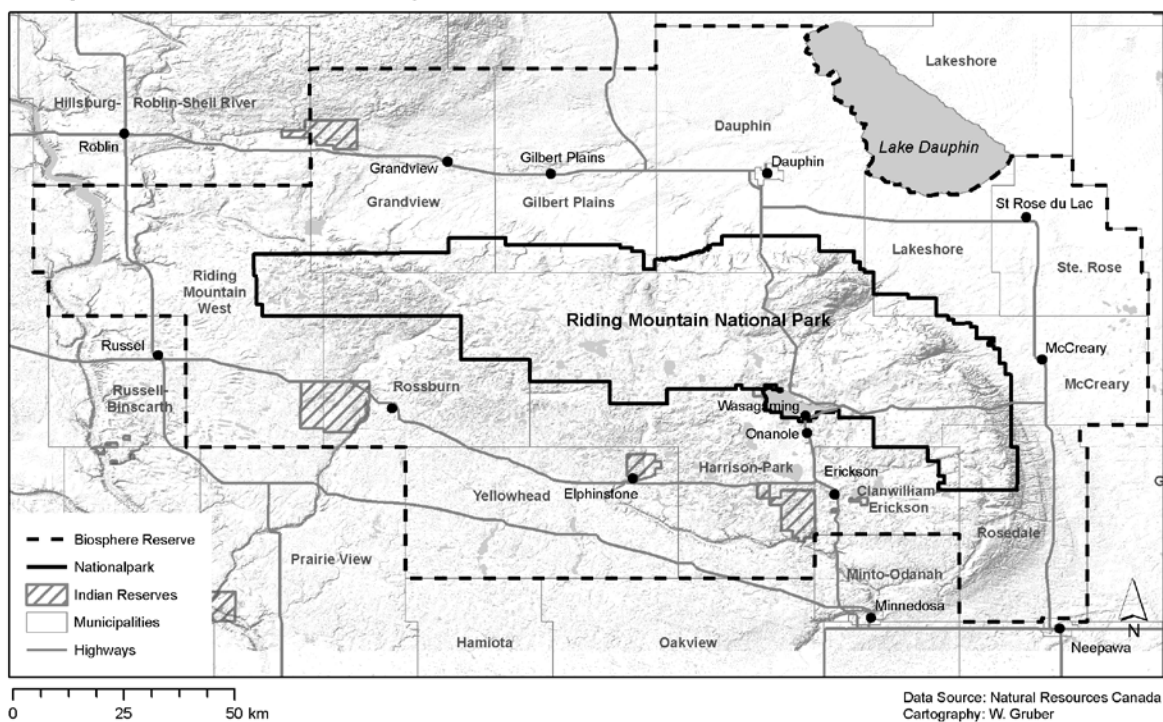 Lakeshore
Hillsburg-
Roblin-Shell River
Roblin
Dauphin
Lake Dauphin
Grandview
Gilbert Plains
Dauphin
Grandview
Gilbert Plains
St Rose du Lac
Lakeshore
Ste. Rose
Riding
Mountain
West
Riding Mountain National Park
Russel
McCreary
Russell-
Binscarth
Rossburn
McCreary
Wasagaming
Onanole
Harrison-Park
Erickson
Yellowhead
Elphinstone
Clanwilliam
Erickson
G
Rosedale
Prairie View
Minto-Odanah
Minnedosa
Hamiota
Oakview
Neepawa
N
Biosphere Reserve
Nationalpark
Indian Reserves
Municipalities
Highways
0 25 50 km
Data Source: Natural Resources Canada
Cartography: W. Gruber